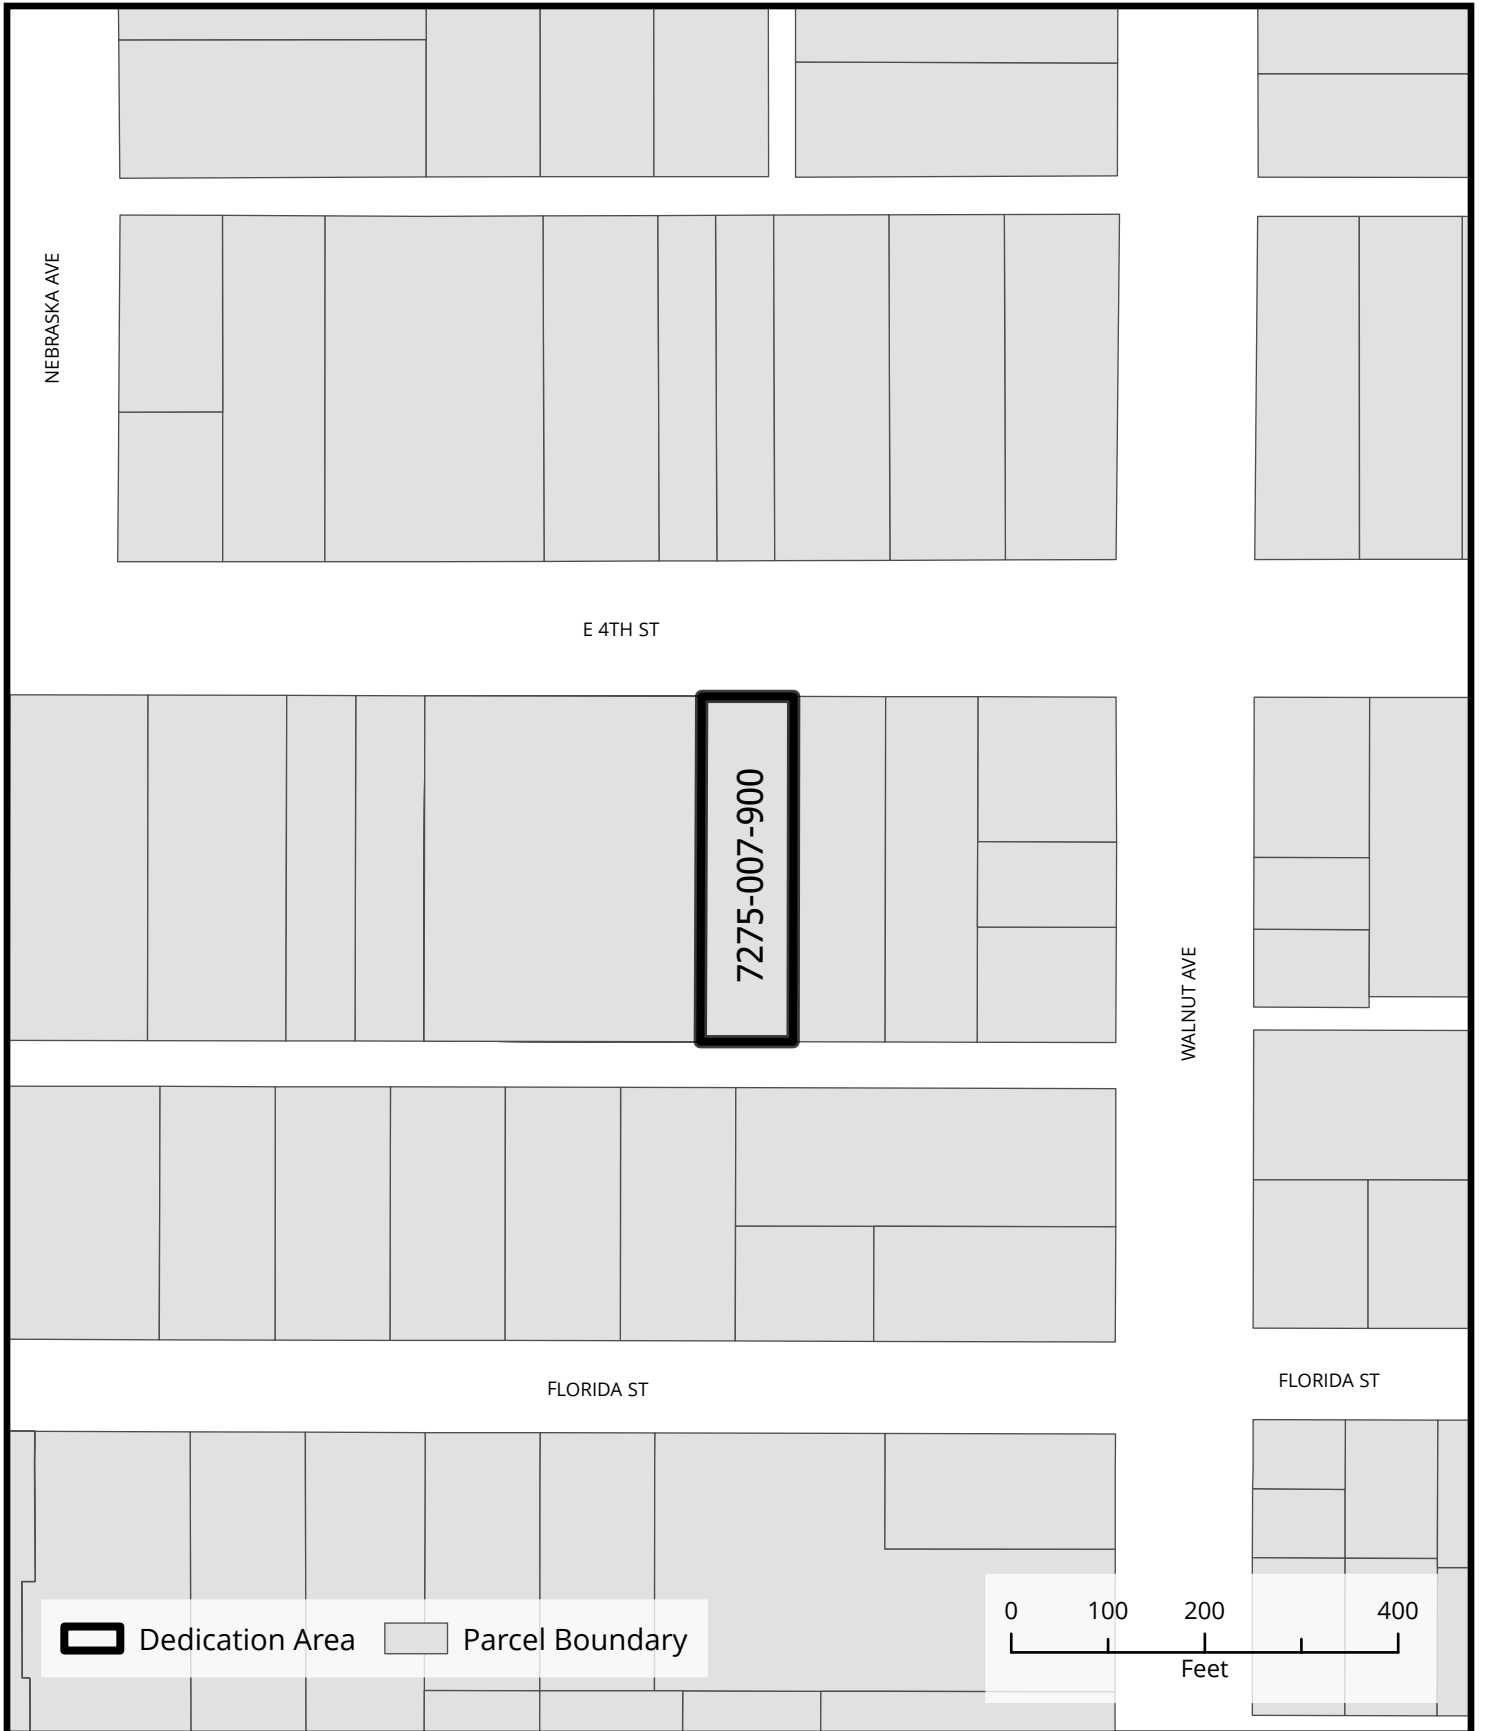 NEBRASKA AVE
E 4TH ST
7275-007-900
WALNUT AVE
FLORIDA ST
FLORIDA ST
0 100 200 400
Feet
Dedication Area Parcel Boundary